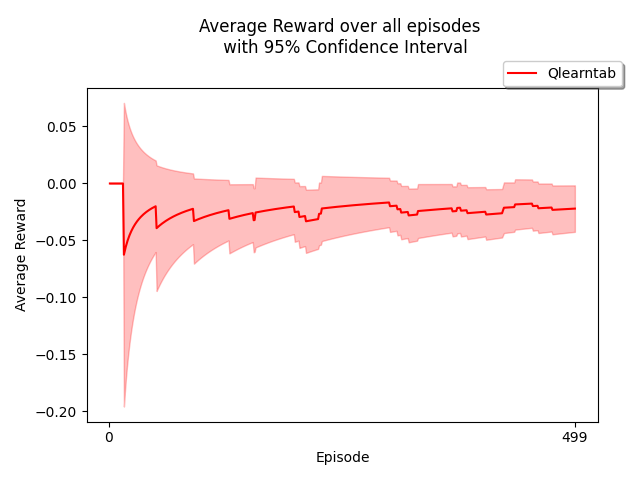 Average Reward over all episodes
with 95% Confidence Interval
Qlearntab
0.05
0.00
−0.05
−0.10
−0.15
−0.20
Average Reward
0
499
Episode